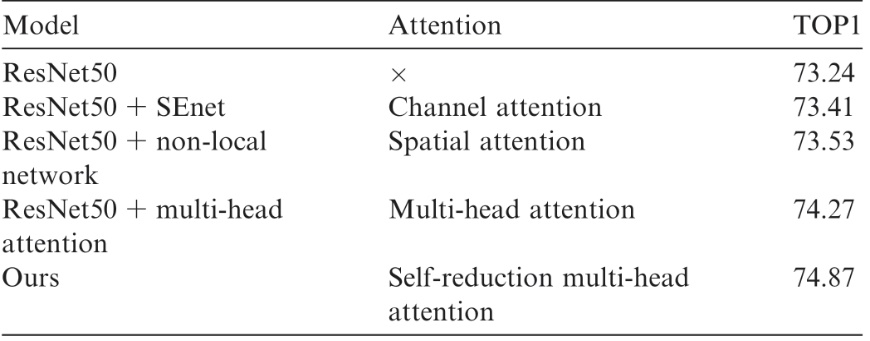 Model Attention TOP1
ResNet50 × 73.24
ResNet50 + SEnet Channel attention 73.41
ResNet50 + non-local Spatial attention 73.53
network
ResNet50 + multi-head Multi-head attention 74.27
attention
Ours Self-reduction multi-head 74.87
attention